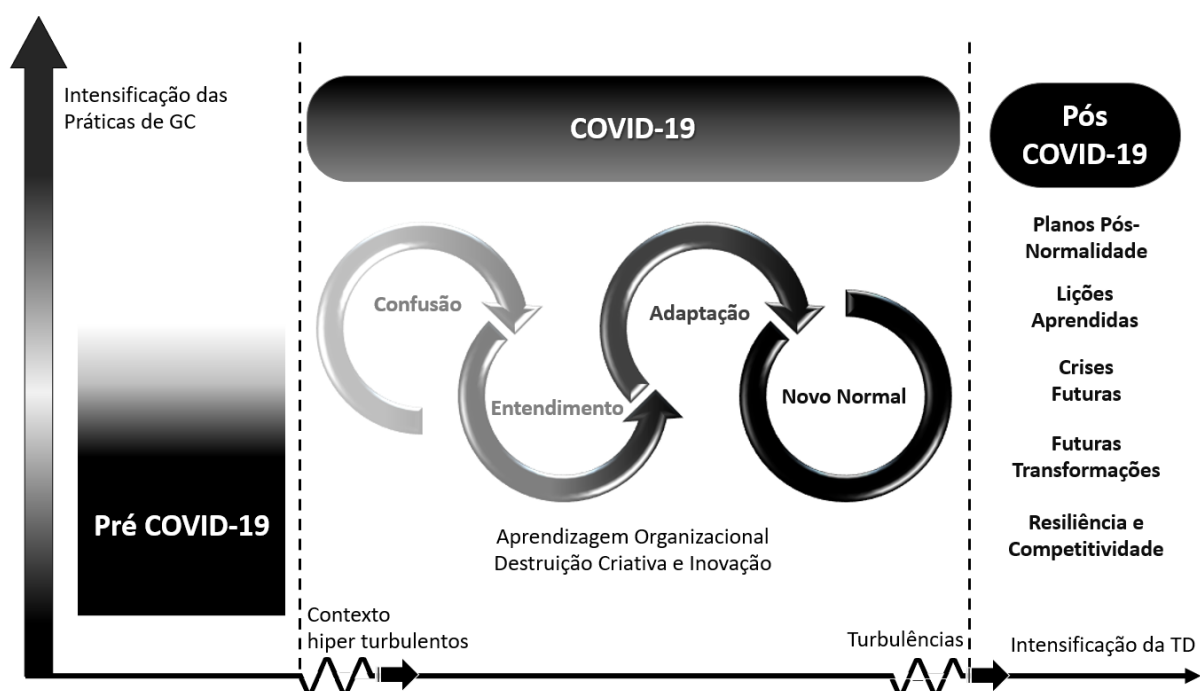 Intensificação das
Práticas de GC
Pré COVID-19
COVID-19
Confusão
Entendimento
Adaptação
Novo Normal
Aprendizagem Organizacional
Destruição Criativa e Inovação
Contexto
hiper turbulentos
Turbulências
Pós
COVID-19
Planos Pós-
Normalidade
Lições
Aprendidas
Crises
Futuras
Futuras
Transformações
Resiliência e
Competitividade
Intensificação da TD